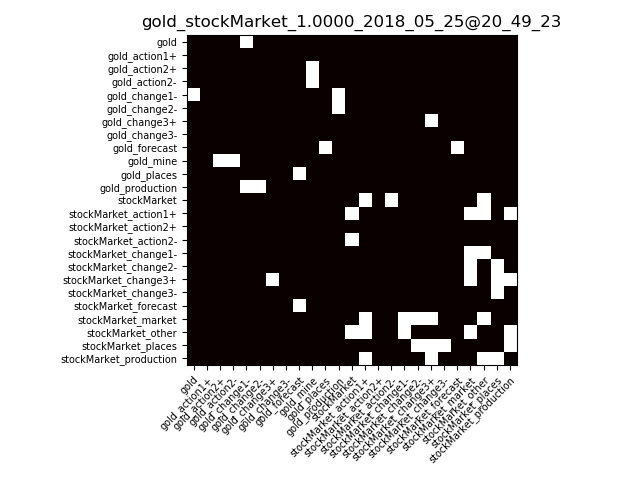 gold_stockMarket_1.0000_2018_05_25@20_49_23
gold
gold_action1+
gold_action2+
gold_action2-
gold_change1-
gold_change2-
gold_change3+
gold_change3-
gold_forecast
gold_mine
gold_places
gold_production
stockMarket
stockMarket_action1+
stockMarket_action2+
stockMarket_action2-
stockMarket_change1-
stockMarket_change2-
stockMarket_change3+
stockMarket_change3-
stockMarket_forecast
stockMarket_market
stockMarket_other
stockMarket_places
stockMarket_production
gold
gold_action1+
gold_action2+
gold_action2-
gold_change1-
gold_change2-
gold_change3+
gold_change3-
gold_forecast
gold_mine
gold_places
gold_production
stockMarket
stockMarket_action1+
stockMarket_action2+
stockMarket_action2-
stockMarket_change1-
stockMarket_change2-
stockMarket_change3+
stockMarket_change3-
stockMarket_forecast
stockMarket_market
stockMarket_other
stockMarket_places
stockMarket_production